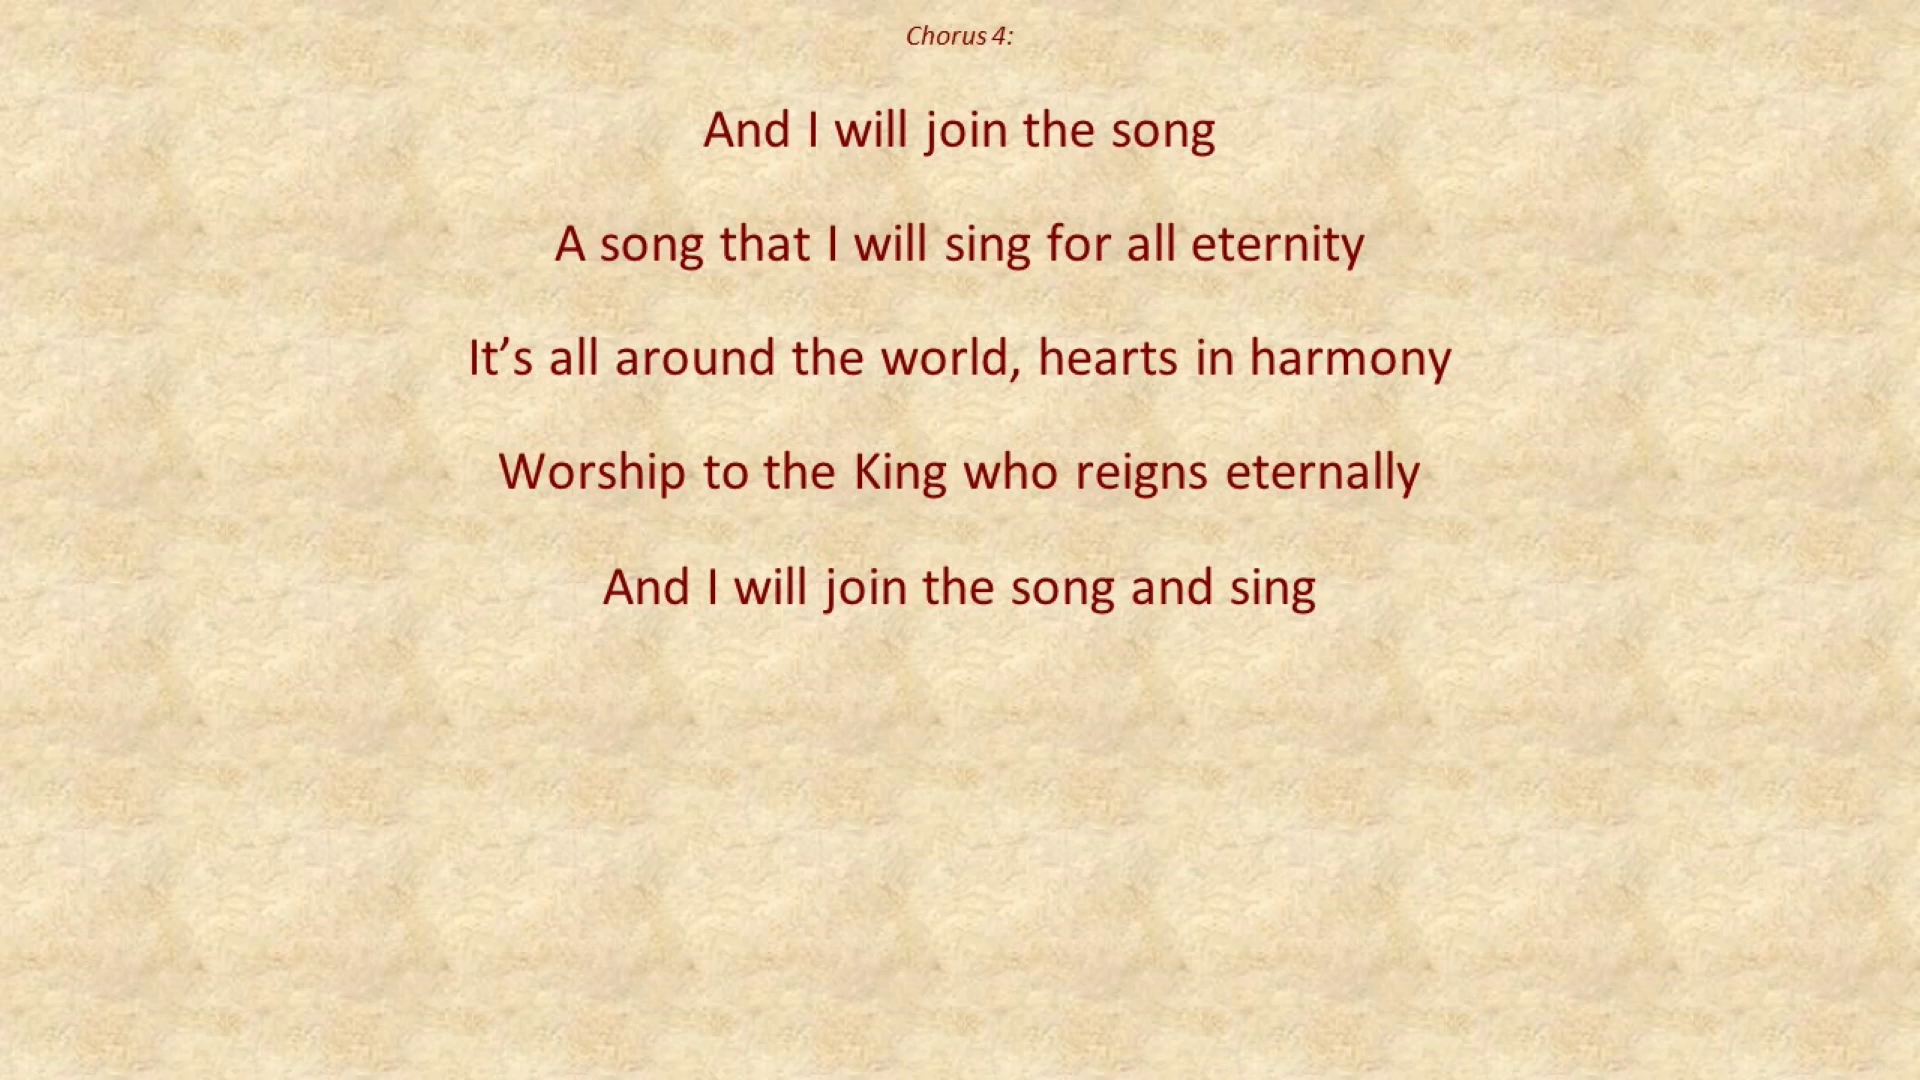 Chorus 4:
And I will join the song
A song that I will sing for all eternity
It’s all around the world, hearts in harmony
Worship to the King who reigns eternally
And I will join the song and sing